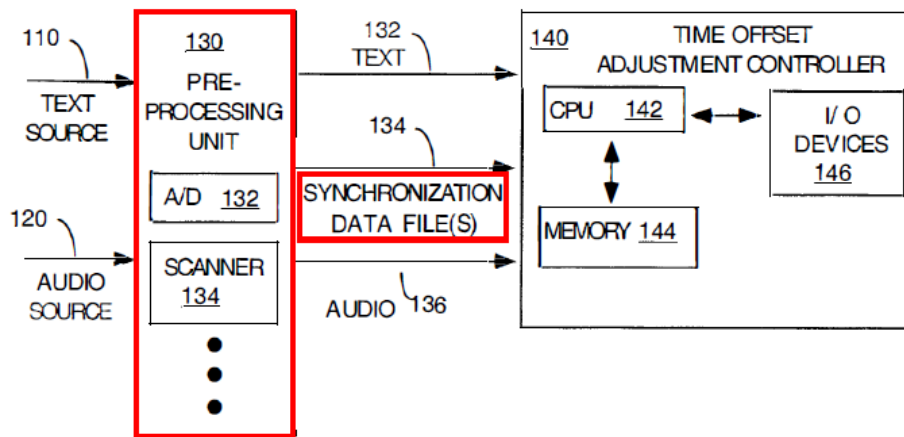 110
TEXT
SOURCE
120
AUDIO
SOURCE
130
PRE-
PROCESSING
UNIT
A/D 132
SCANNER
134
132
TEXT
134
SYNCHRONIZATION
DATA FILE(S)
AUDIO 136
140 TIME OFFSET
ADJUSTMENT CONTROLLER
CPU 142
MEMORY 144
I/O
DEVICES
146